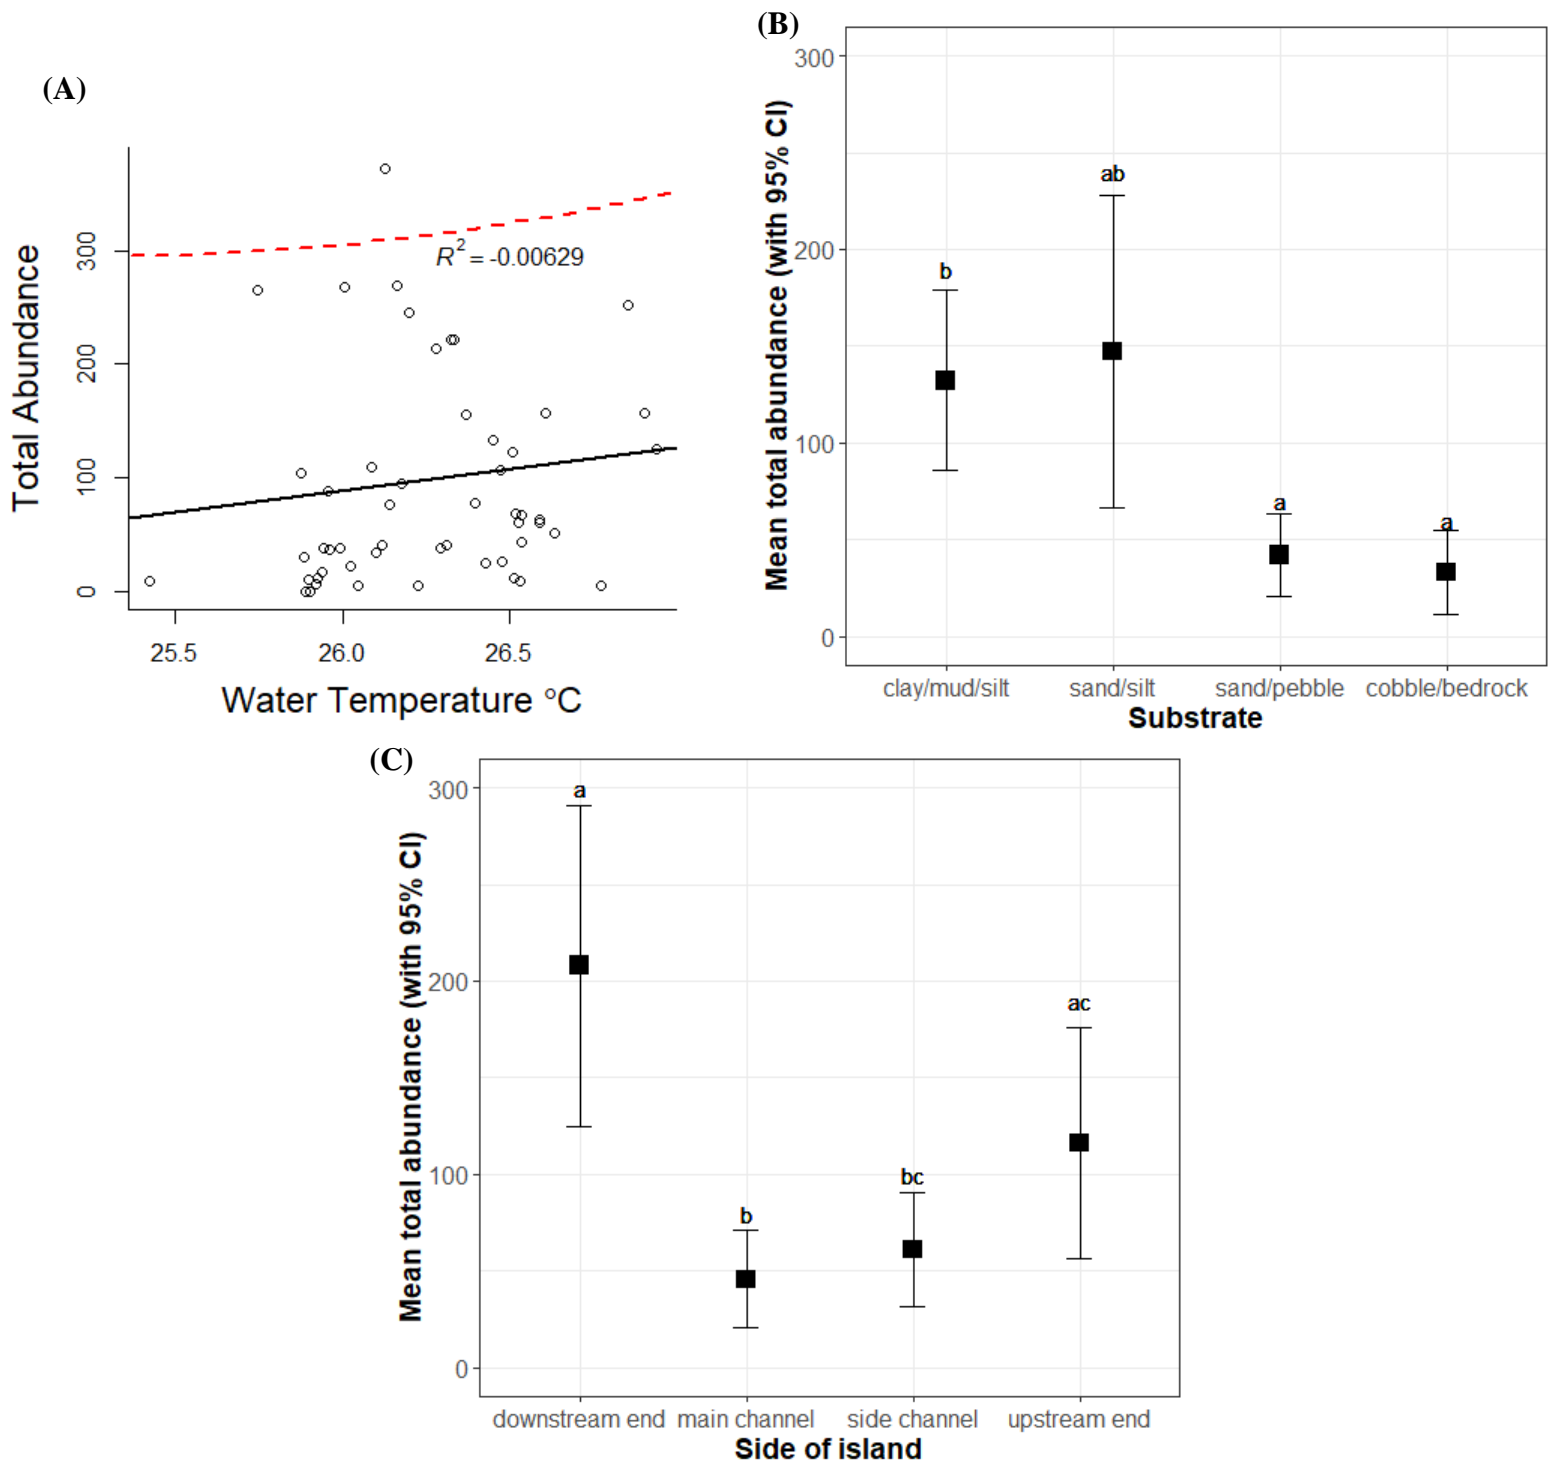 (A)
Total Abundance
300
200
100
0
R² = -0.00629
25.5 26.0 26.5
Water Temperature °C
(B)
Mean total abundance (with 95% CI)
300
200
100
0
b
ab
a
a
clay/mud/silt sand/silt sand/pebble cobble/bedrock
Substrate
(C)
Mean total abundance (with 95% CI)
300
200
100
0
a
b
bc
ac
downstream end main channel side channel upstream end
Side of island